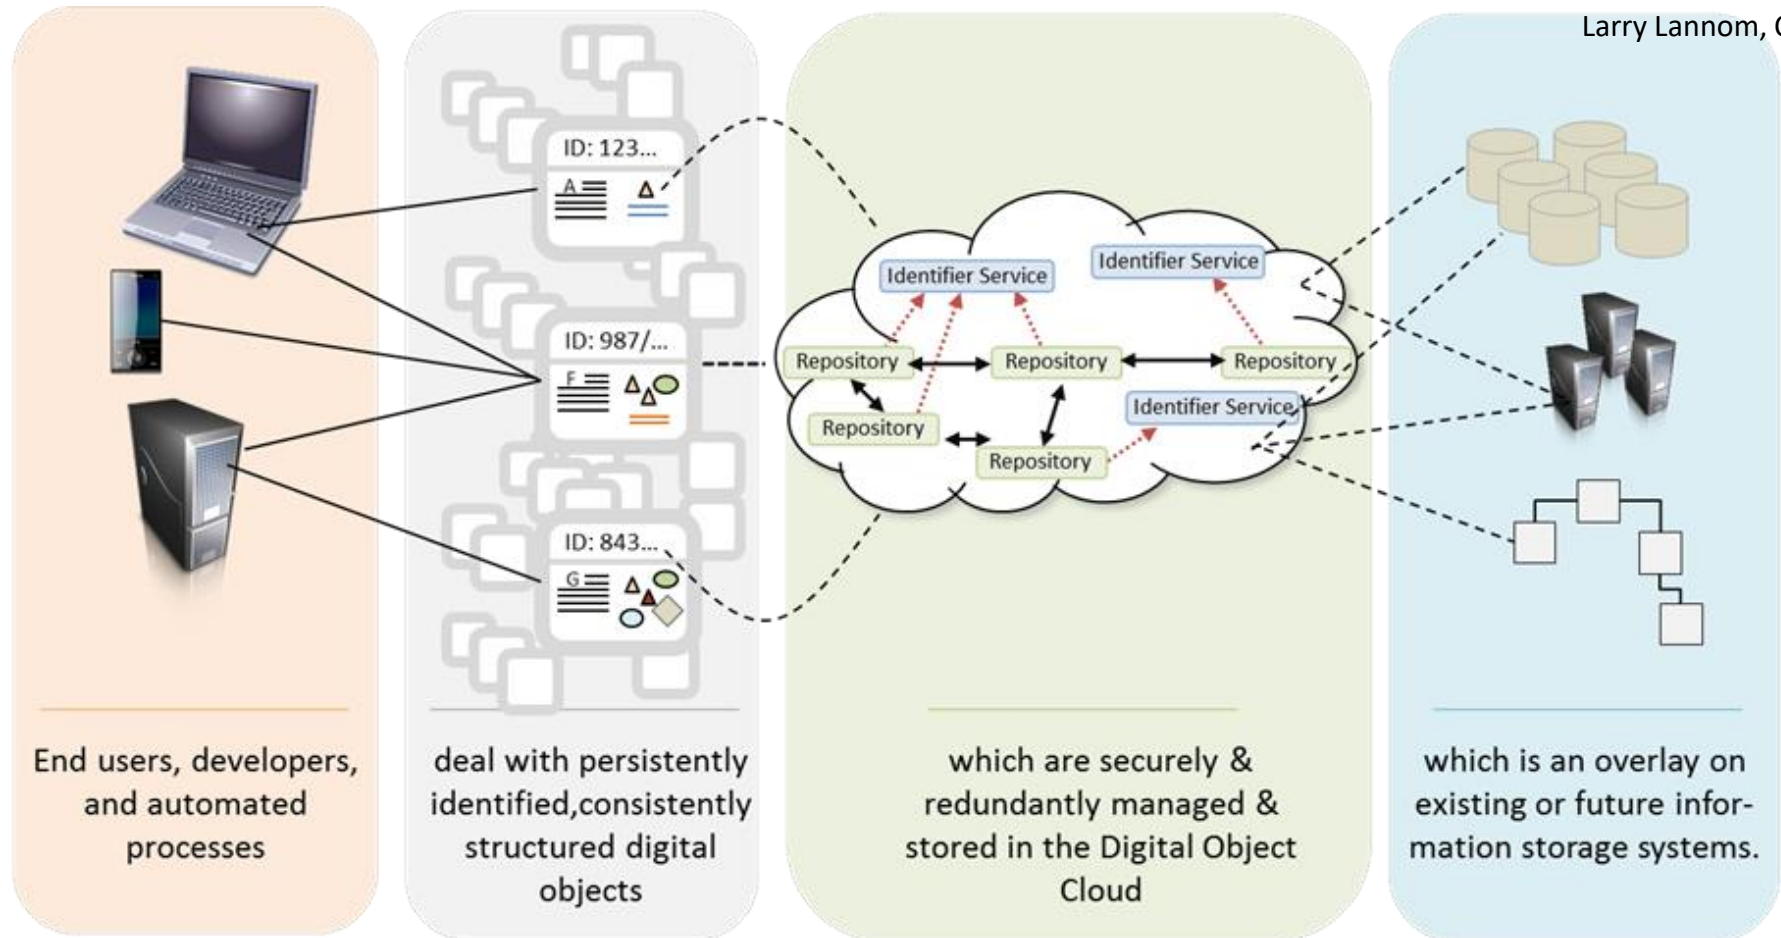 Larry Lannom, C
ID: 123...
A
ID: 987/...
F
ID: 843...
G
Identifier Service
Identifier Service
Repository
Repository
Repository
Identifier Service
Repository
Repository
End users, developers,
and automated
processes
deal with persistently
identified,consistently
structured digital
objects
which are securely &
redundantly managed &
stored in the Digital Object
Cloud
which is an overlay on
existing or future infor-
mation storage systems.